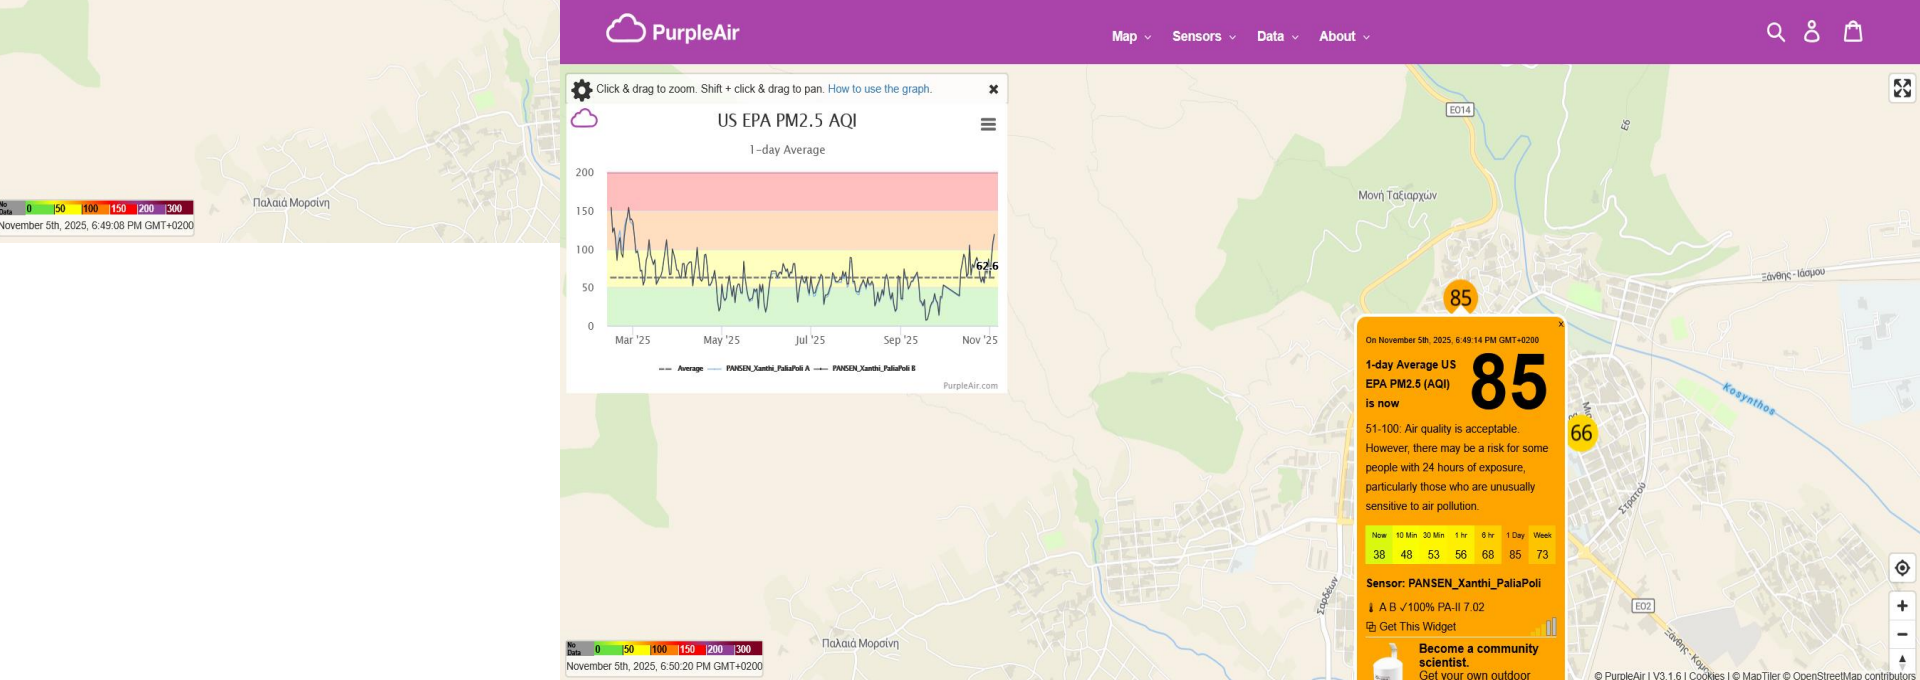 Παλαιά Μορσίνη
No
Data
0 50 100 150 200 300
November 5th, 2025, 6:49:08 PM GMT+0200
PurpleAir
Map
Sensors
Data
About
Click & drag to zoom. Shift + click & drag to pan. How to use the graph.
US EPA PM2.5 AQI
1-day Average
200
150
100
50
0
62.6
Mar '25 May '25 Jul '25 Sep '25 Nov '25
Average PANSEN_Xanthi_PaliaPoli A PANSEN_Xanthi_PaliaPoli B
PurpleAir.com
EO14
E6
Μονή Ταξιαρχών
Ξάνθης - Ιάσμου
85
x
On November 5th, 2025, 6:49:14 PM GMT+0200
1-day Average US
EPA PM2.5 (AQI)
is now
85
51-100: Air quality is acceptable.
However, there may be a risk for some
people with 24 hours of exposure,
particularly those who are unusually
sensitive to air pollution.
Now 10 Min 30 Min 1 hr 6 hr 1 Day Week
38 48 53 56 68 85 73
Sensor: PANSEN_Xanthi_PaliaPoli
A B ✓100% PA-II 7.02
Get This Widget
Become a community
scientist.
Get your own outdoor
66
Kosynthos
Στρατού
Σαρδέων
EO2
Ξάνθης - Κομο
Παλαιά Μορσίνη
No
Data
0 50 100 150 200 300
November 5th, 2025, 6:50:20 PM GMT+0200
© PurpleAir | V3.1.6 | Cookies | © MapTiler © OpenStreetMap contributors